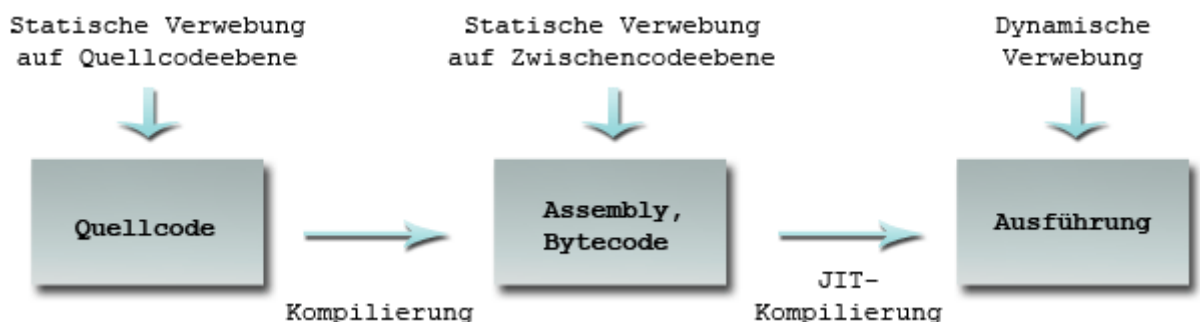 Statische Verwebung
auf Quellcodeebene
Statische Verwebung
auf Zwischencodeebene
Dynamische
Verwebung
Quellcode
Assembly,
Bytecode
Ausführung
Kompilierung
JIT-
Kompilierung